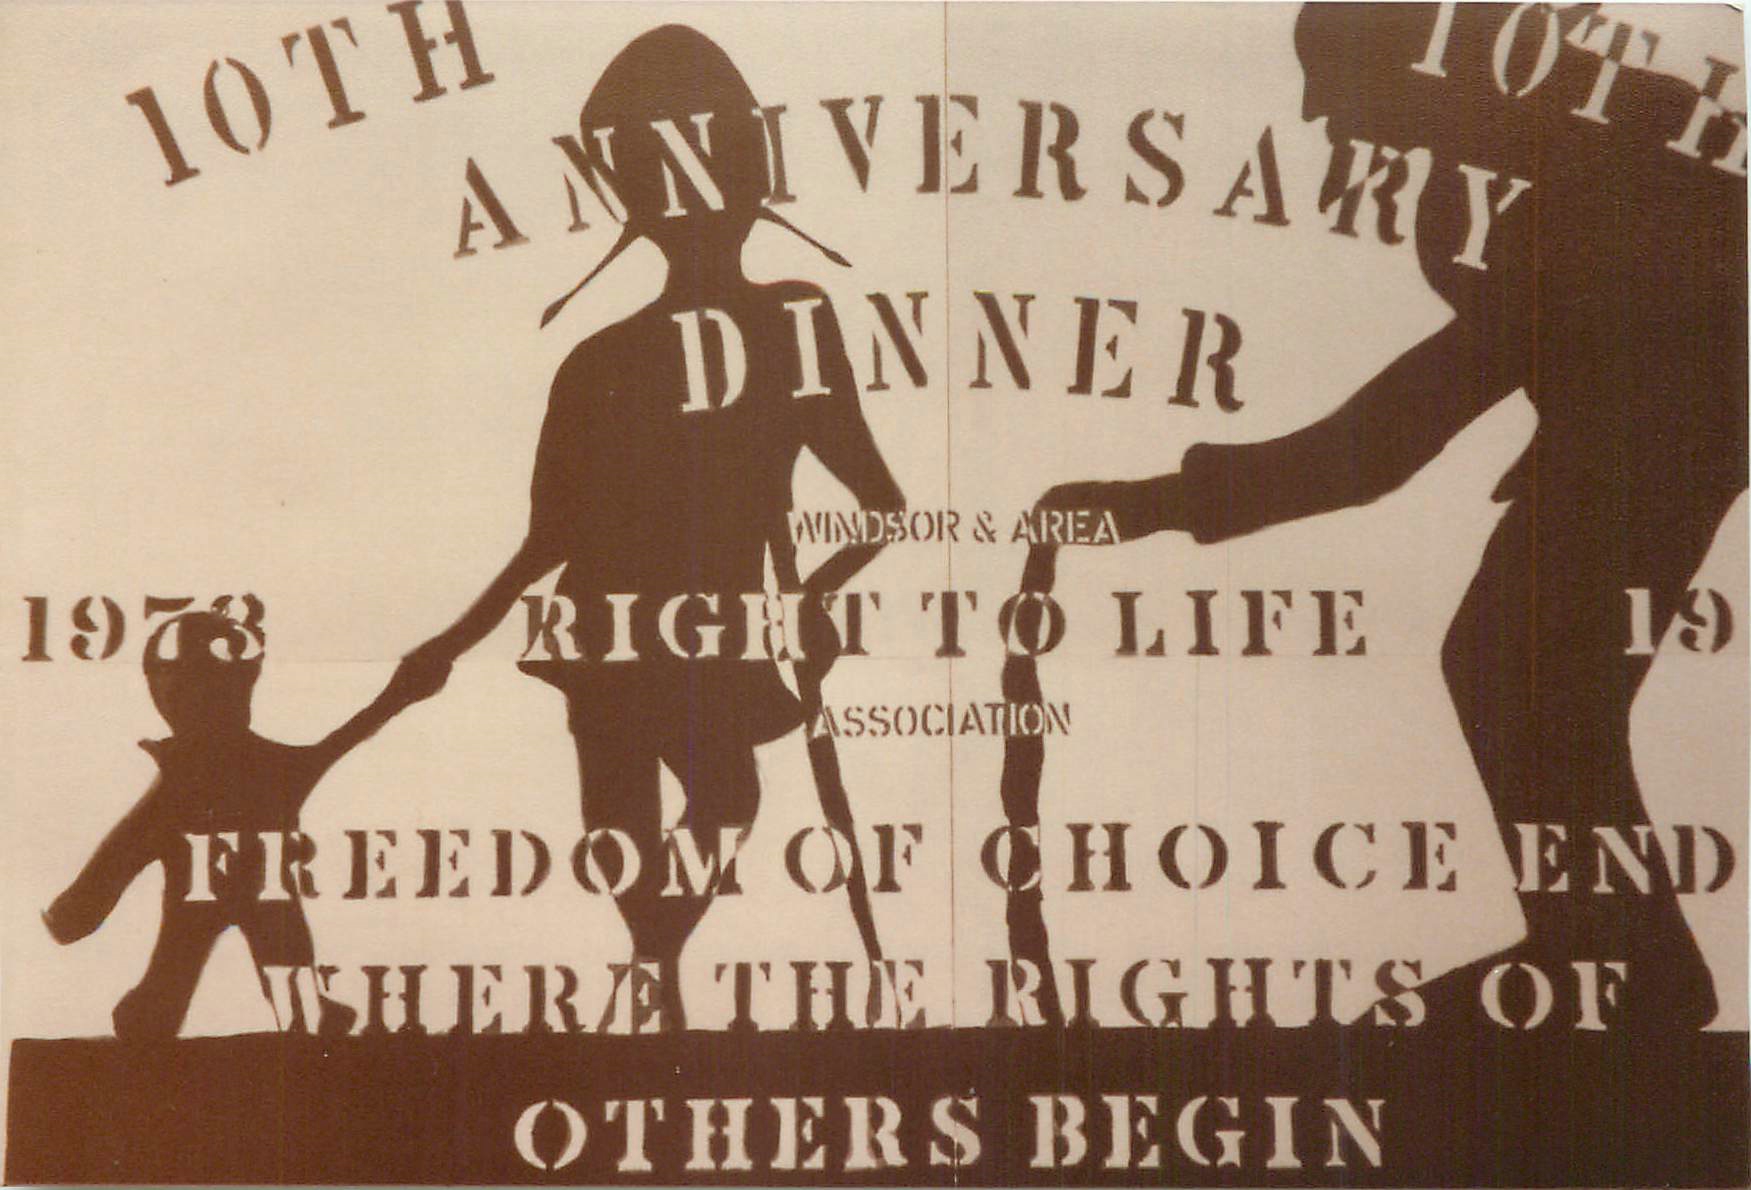 10TH 10TH
ANNIVERSARY
DINNER
WINDSOR & AREA
1973 RIGHT TO LIFE 19
ASSOCIATION
FREEDOM OF CHOICE END
WHERE THE RIGHTS OF
OTHERS BEGIN